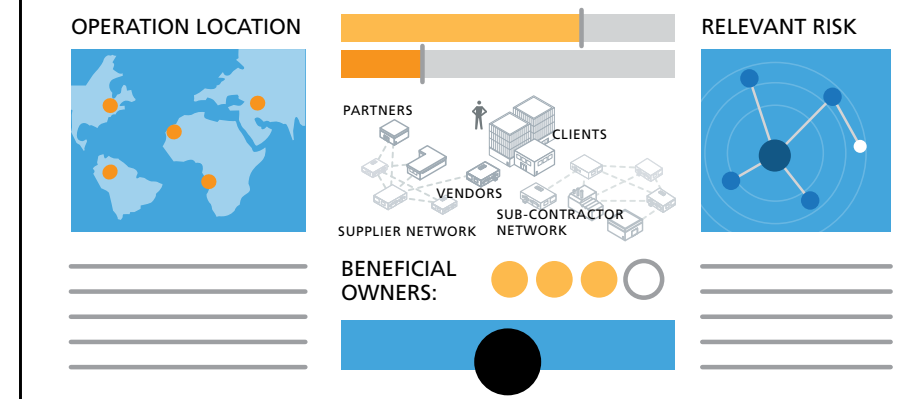 OPERATION LOCATION
RELEVANT RISK
PARTNERS
CLIENTS
VENDORS
SUPPLIER NETWORK
SUB-CONTRACTOR
NETWORK
BENEFICIAL
OWNERS: